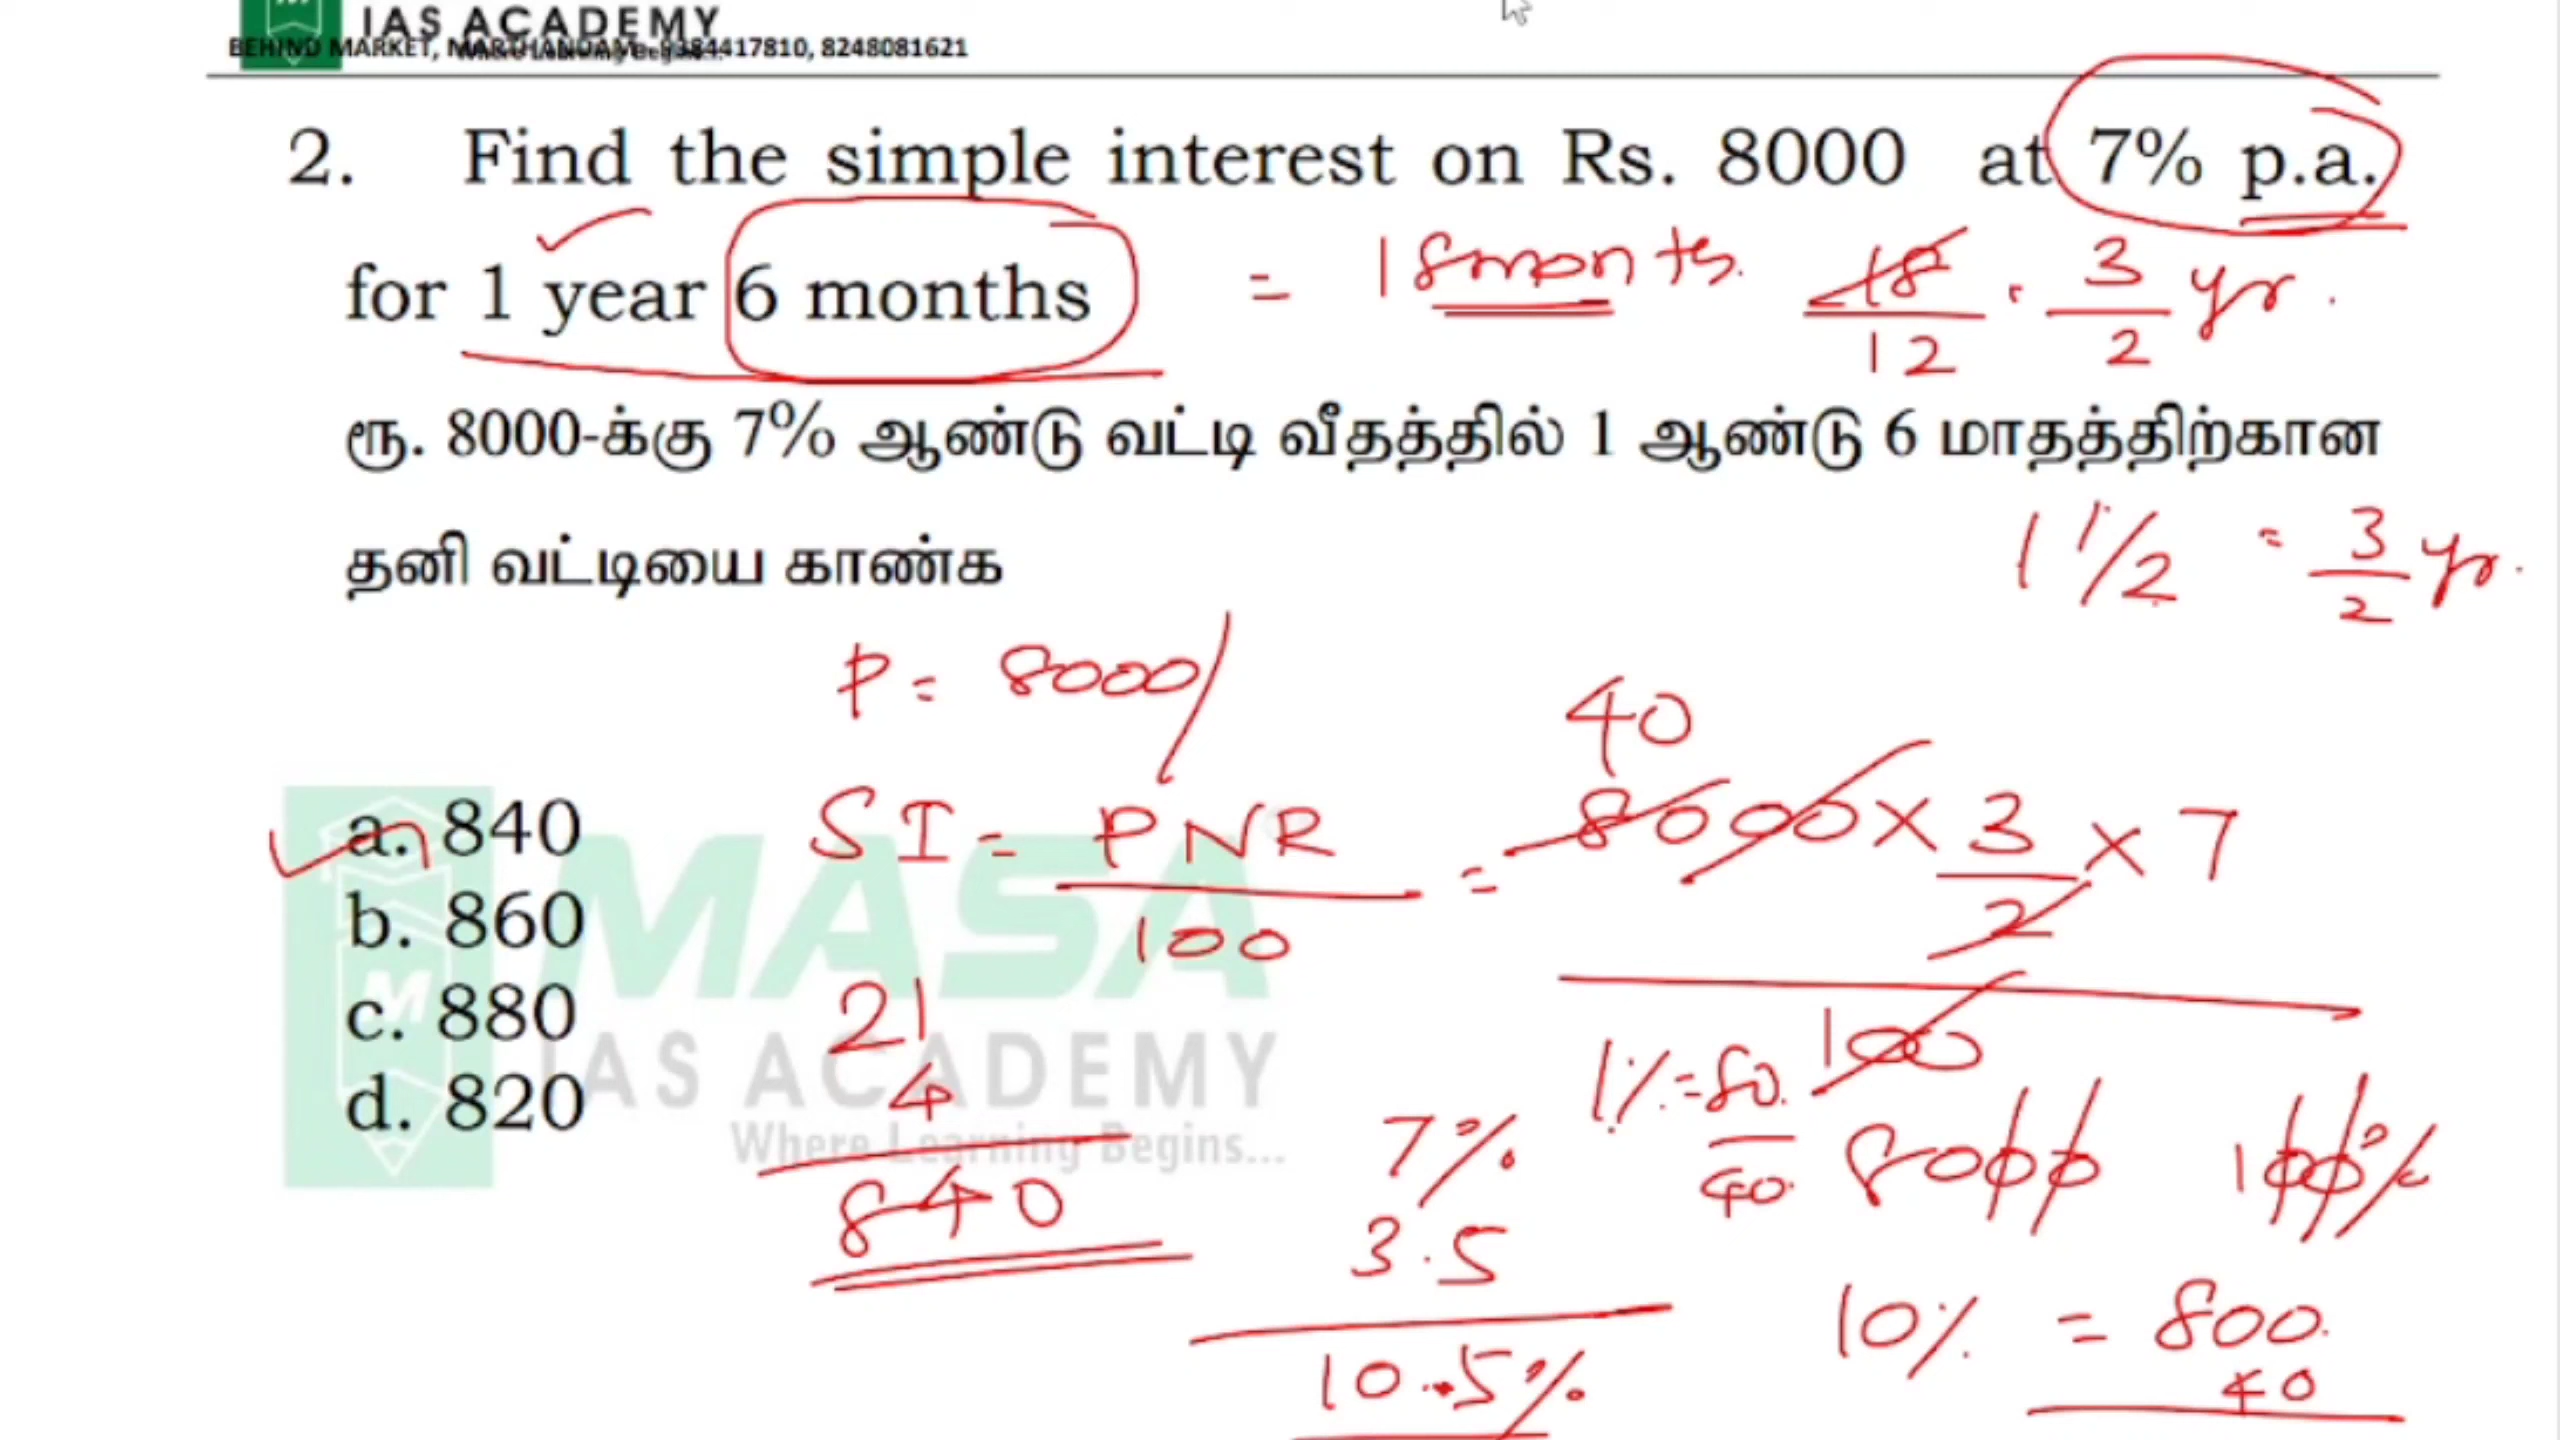 IAS ACADEMY
BEHIND MARKET, MARTHANDAM - 9384417810, 8248081621
2. Find the simple interest on Rs. 8000 at 7% p.a.
for 1 year 6 months = 18 months. 18/12 . 3/2 yr.
ரூ. 8000-க்கு 7% ஆண்டு வட்டி வீதத்தில் 1 ஆண்டு 6 மாதத்திற்கான
தனி வட்டியை காண்க
1 1/2 = 3/2 yr.
P = 8000/
40
a. 840
SI = PNR/100 = 8000 x 3/2 x 7
100
b. 860
c. 880
d. 820
MASA
IAS ACADEMY
Where Learning Begins...
21
4
840
1% = 80.
40.
8000 100%
7%
3.5
10.5%
10% = 800.
40